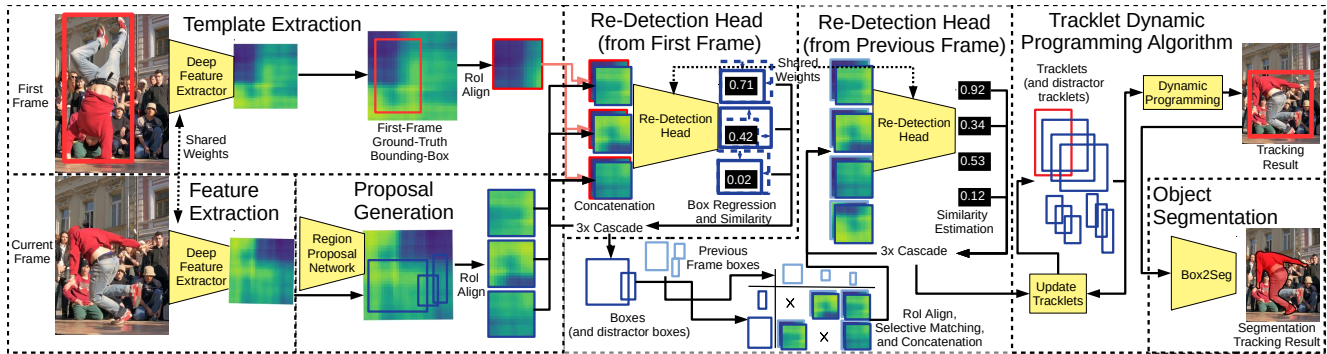 Template Extraction
First
Frame
Deep
Feature
Extractor
First-Frame
Ground-Truth
Bounding-Box
RoI
Align
Shared
Weights
Feature
Extraction
Current
Frame
Deep
Feature
Extractor
Proposal
Generation
Region
Proposal
Network
RoI
Align
Re-Detection Head
(from First Frame)
Concatenation
Re-Detection
Head
0.71
0.42
0.02
Box Regression
and Similarity
3x Cascade
Shared
Weights
Re-Detection Head
(from Previous Frame)
Re-Detection
Head
0.92
0.34
0.53
0.12
Similarity
Estimation
3x Cascade
Previous
Frame boxes
Boxes
(and distractor boxes)
x
x
RoI Align,
Selective Matching,
and Concatenation
Tracklet Dynamic
Programming Algorithm
Tracklets
(and distractor
tracklets)
Dynamic
Programming
Tracking
Result
Update
Tracklets
Object
Segmentation
Box2Seg
Segmentation
Tracking Result